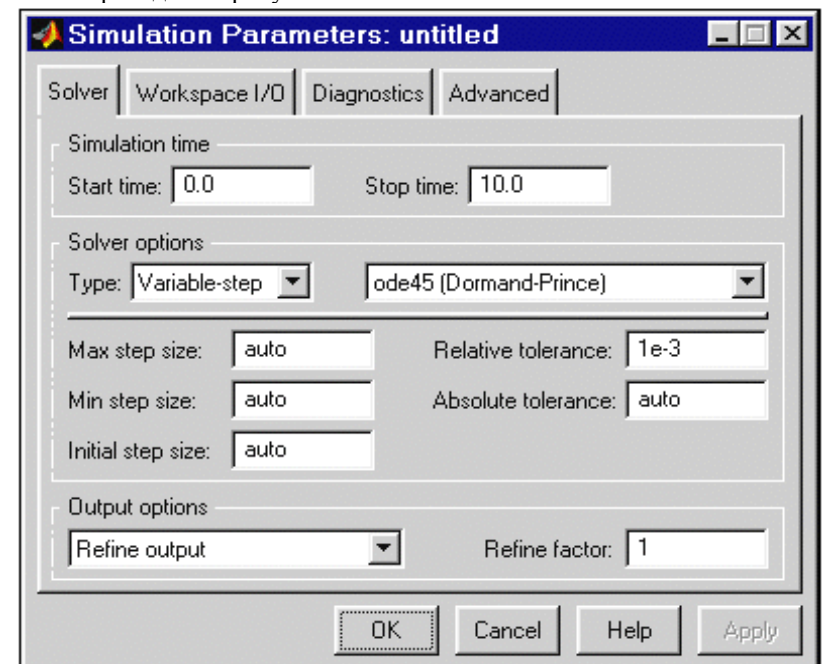 Simulation Parameters: untitled
Solver Workspace I/O Diagnostics Advanced
Simulation time
Start time: 0.0 Stop time: 10.0
Solver options
Type: Variable-step ode45 (Dormand-Prince)
Max step size: auto Relative tolerance: 1e-3
Min step size: auto Absolute tolerance: auto
Initial step size: auto
Output options
Refine output Refine factor: 1
OK Cancel Help Apply